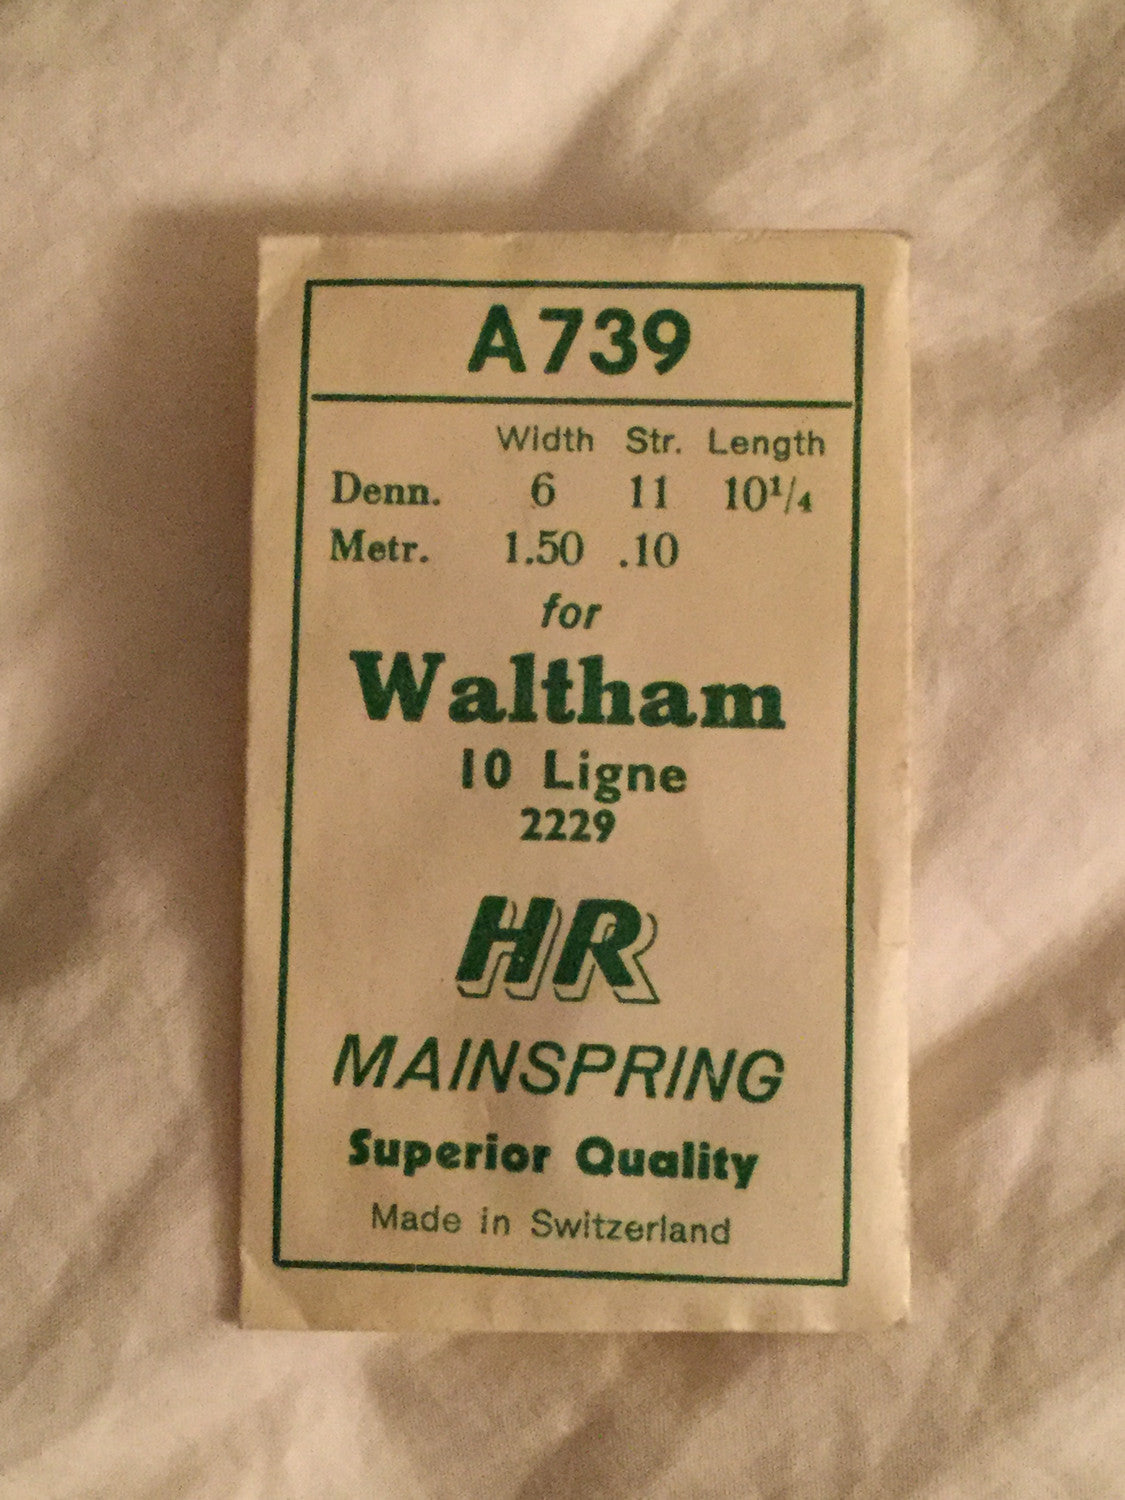 A739
Width Str. Length
Denn. 6 11 10¹/₄
Metr. 1.50 .10
for
Waltham
10 Ligne
2229
HR
MAINSPRING
Superior Quality
Made in Switzerland